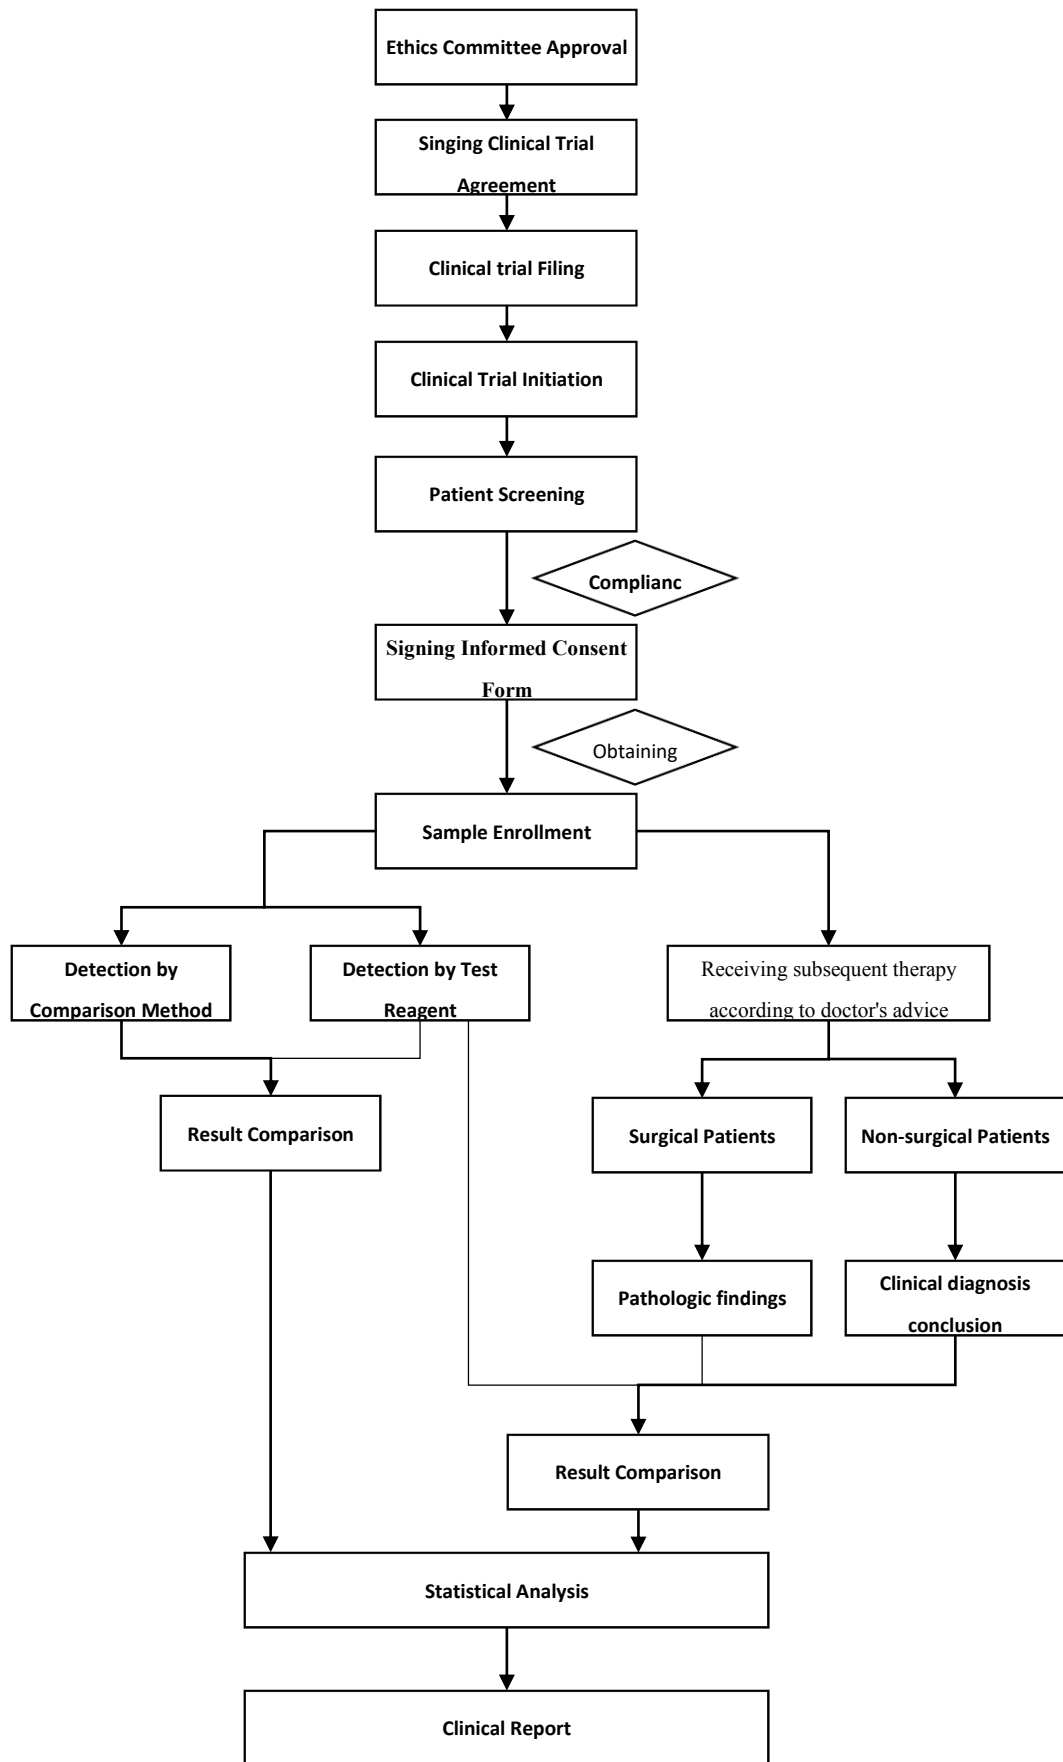 Ethics Committee Approval
Singing Clinical Trial
Agreement
Clinical trial Filing
Clinical Trial Initiation
Patient Screening
Complianc
Signing Informed Consent
Form
Obtaining
Sample Enrollment
Detection by
Comparison Method
Detection by Test
Reagent
Receiving subsequent therapy
according to doctor's advice
Result Comparison
Surgical Patients
Non-surgical Patients
Pathologic findings
Clinical diagnosis
conclusion
Result Comparison
Statistical Analysis
Clinical Report